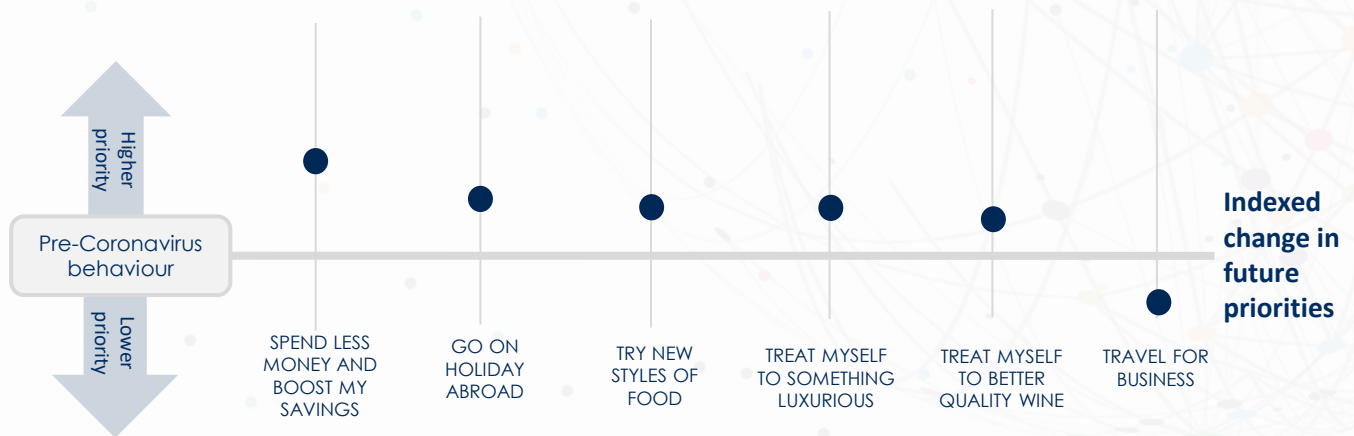 Higher
priority
Pre-Coronavirus
behaviour
Lower
priority
SPEND LESS
MONEY AND
BOOST MY
SAVINGS
GO ON
HOLIDAY
ABROAD
TRY NEW
STYLES OF
FOOD
TREAT MYSELF
TO SOMETHING
LUXURIOUS
TREAT MYSELF
TO BETTER
QUALITY WINE
TRAVEL FOR
BUSINESS
Indexed
change in
future
priorities